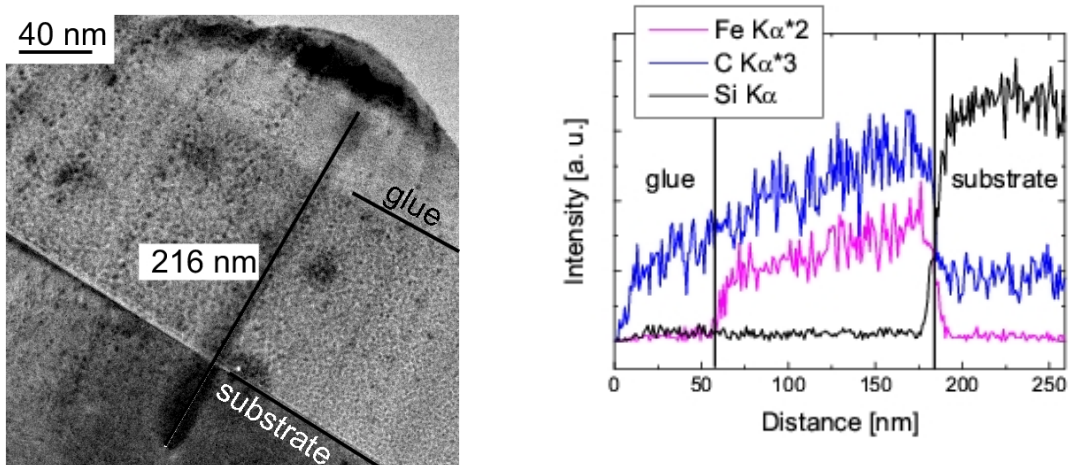 40 nm
glue
216 nm
substrate
Fe Kα*2
C Kα*3
Si Kα
glue
substrate
Intensity [a. u.]
0 50 100 150 200 250
Distance [nm]